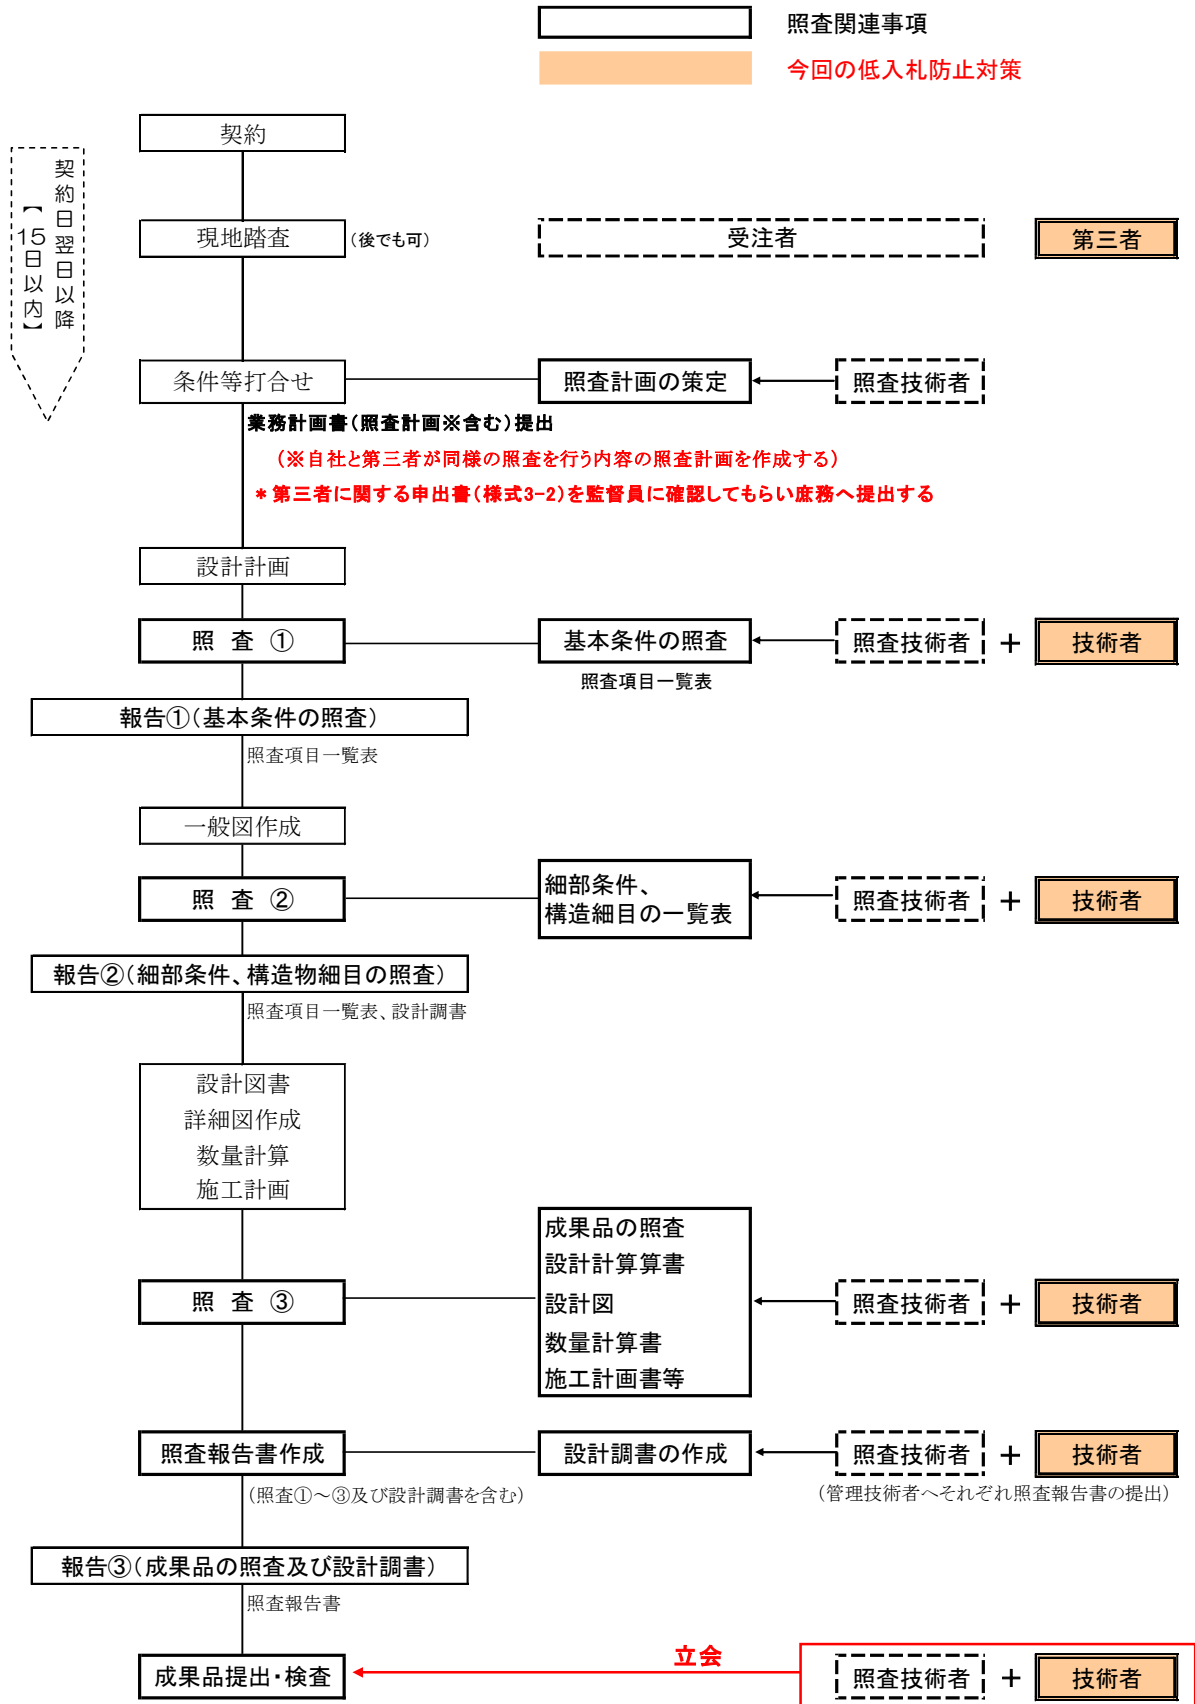 照査関連事項
今回の低入札防止対策
契約
契約日翌日以降
【15日以内】
現地踏査
(後でも可)
受注者
第三者
条件等打合せ
照査計画の策定
照査技術者
業務計画書(照査計画※含む)提出
(※自社と第三者が同様の照査を行う内容の照査計画を作成する)
*第三者に関する申出書(様式3-2)を監督員に確認してもらい庶務へ提出する
設計計画
照 査 ①
基本条件の照査
照査技術者
+
技術者
照査項目一覧表
報告①(基本条件の照査)
照査項目一覧表
一般図作成
照 査 ②
細部条件、
構造細目の一覧表
照査技術者
+
技術者
報告②(細部条件、構造物細目の照査)
照査項目一覧表、設計調書
設計図書
詳細図作成
数量計算
施工計画
照 査 ③
成果品の照査
設計計算算書
設計図
数量計算書
施工計画書等
照査技術者
+
技術者
照査報告書作成
設計調書の作成
照査技術者
+
技術者
(照査①～③及び設計調書を含む)
(管理技術者へそれぞれ照査報告書の提出)
報告③(成果品の照査及び設計調書)
照査報告書
成果品提出・検査
立会
照査技術者
+
技術者